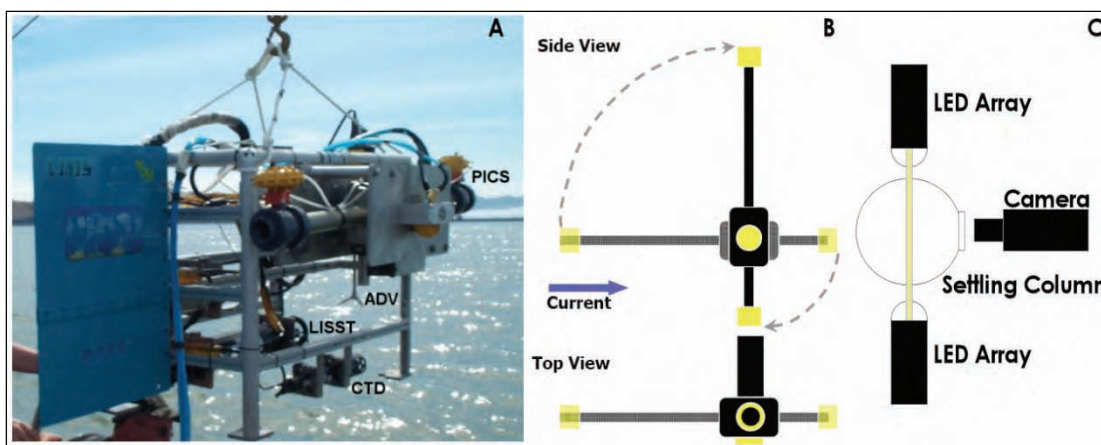 A
PICS
ADV
LISST
CTD
Side View
B
Current
Top View
C
LED Array
Camera
Settling Column
LED Array